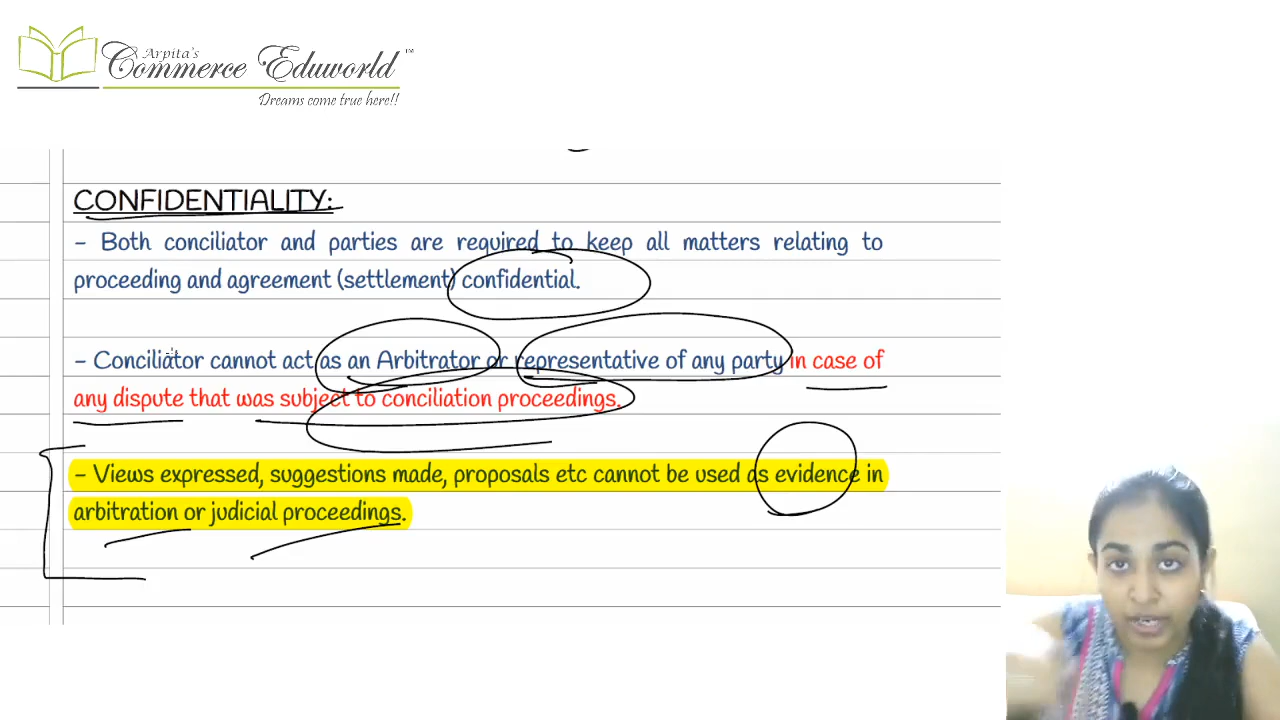 Arpita's
Commerce Eduworld™
Dreams come true here!!
CONFIDENTIALITY:
- Both conciliator and parties are required to keep all matters relating to
proceeding and agreement (settlement) confidential.
- Conciliator cannot act as an Arbitrator or representative of any party in case of
any dispute that was subject to conciliation proceedings.
- Views expressed, suggestions made, proposals etc cannot be used as evidence in
arbitration or judicial proceedings.